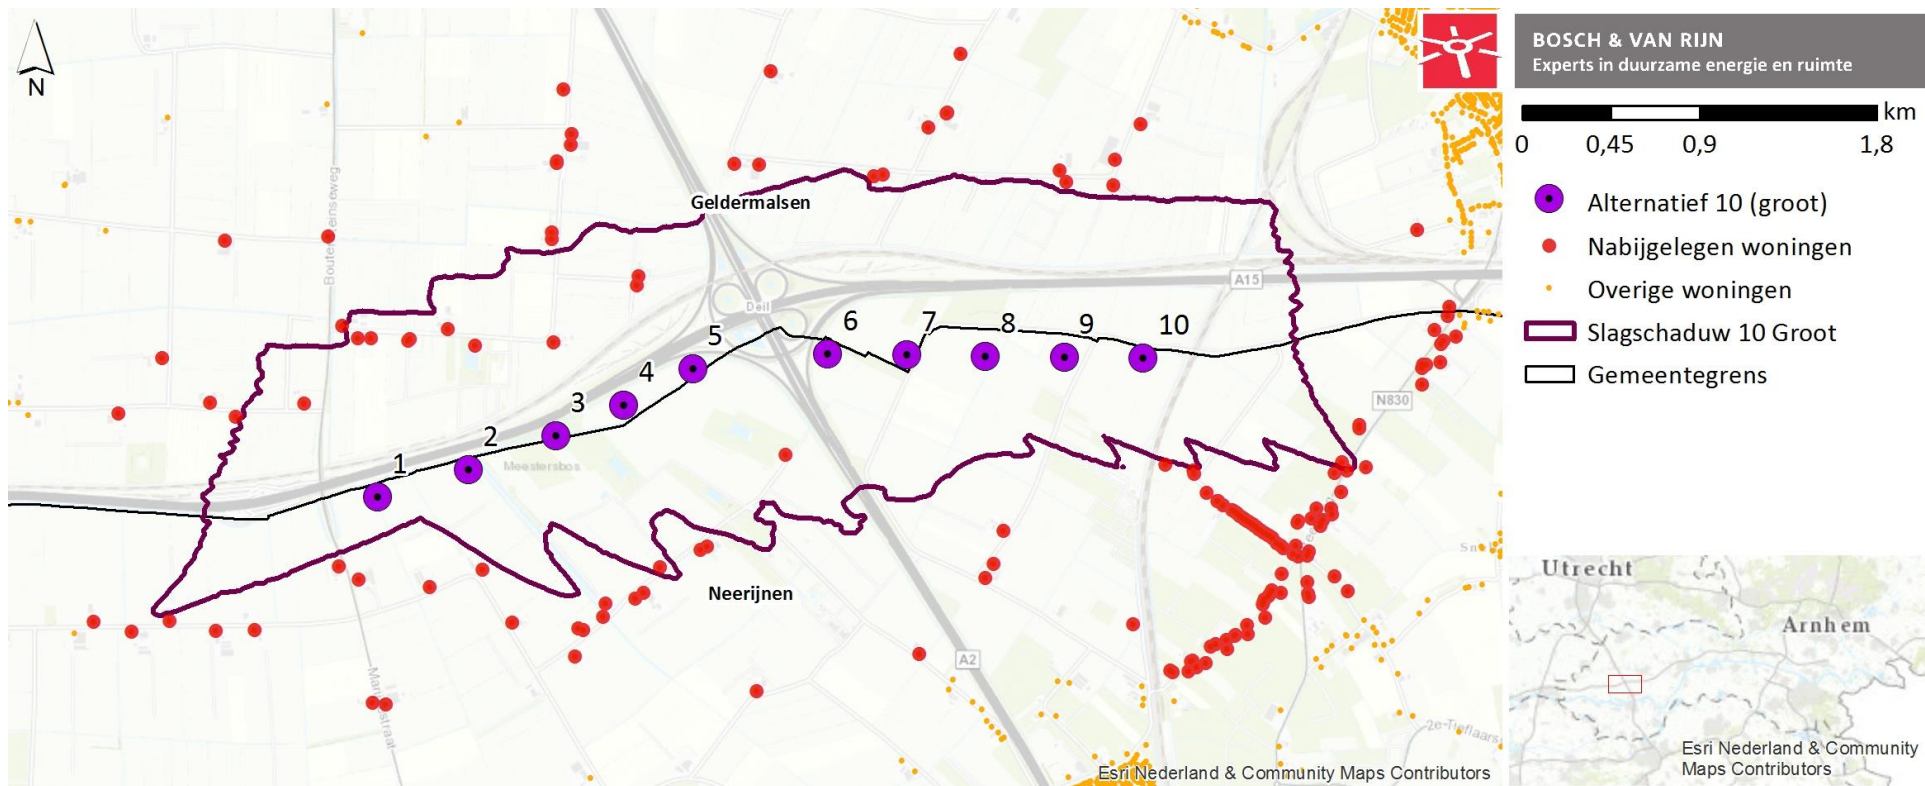 N
Bouteinseweg
Geldermalsen
Deil
A15
5
6
7
8
9
10
4
3
2
1
Meestersbos
N830
Neerijnen
A2
2e-Tieflaars
Esri Nederland & Community Maps Contributors
BOSCH & VAN RIJN
Experts in duurzame energie en ruimte
km
0 0,45 0,9 1,8
Alternatief 10 (groot)
Nabijgelegen woningen
Overige woningen
Slagschaduw 10 Groot
Gemeentegrens
Utrecht
Arnhem
Esri Nederland & Community
Maps Contributors